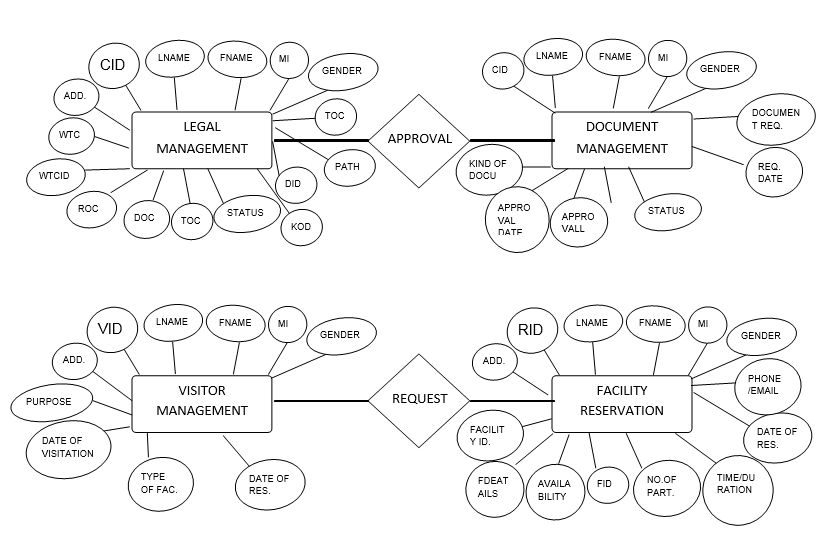 CID
LNAME
FNAME
MI
GENDER
ADD.
TOC
WTC
LEGAL
MANAGEMENT
WTCID
PATH
ROC
DOC
TOC
STATUS
DID
KOD
APPROVAL
CID
LNAME
FNAME
MI
GENDER
DOCUMEN
T REQ.
DOCUMENT
MANAGEMENT
KIND OF
DOCU
REQ.
DATE
APPRO
VAL
DATE
APPRO
VALL
STATUS
VID
LNAME
FNAME
MI
GENDER
ADD.
PURPOSE
VISITOR
MANAGEMENT
DATE OF
VISITATION
TYPE
OF FAC.
DATE OF
RES.
REQUEST
RID
LNAME
FNAME
MI
GENDER
ADD.
PHONE
/EMAIL
FACILITY
RESERVATION
FACILIT
Y ID.
DATE OF
RES.
FDEAT
AILS
AVAILA
BILITY
FID
NO.OF
PART.
TIME/DU
RATION